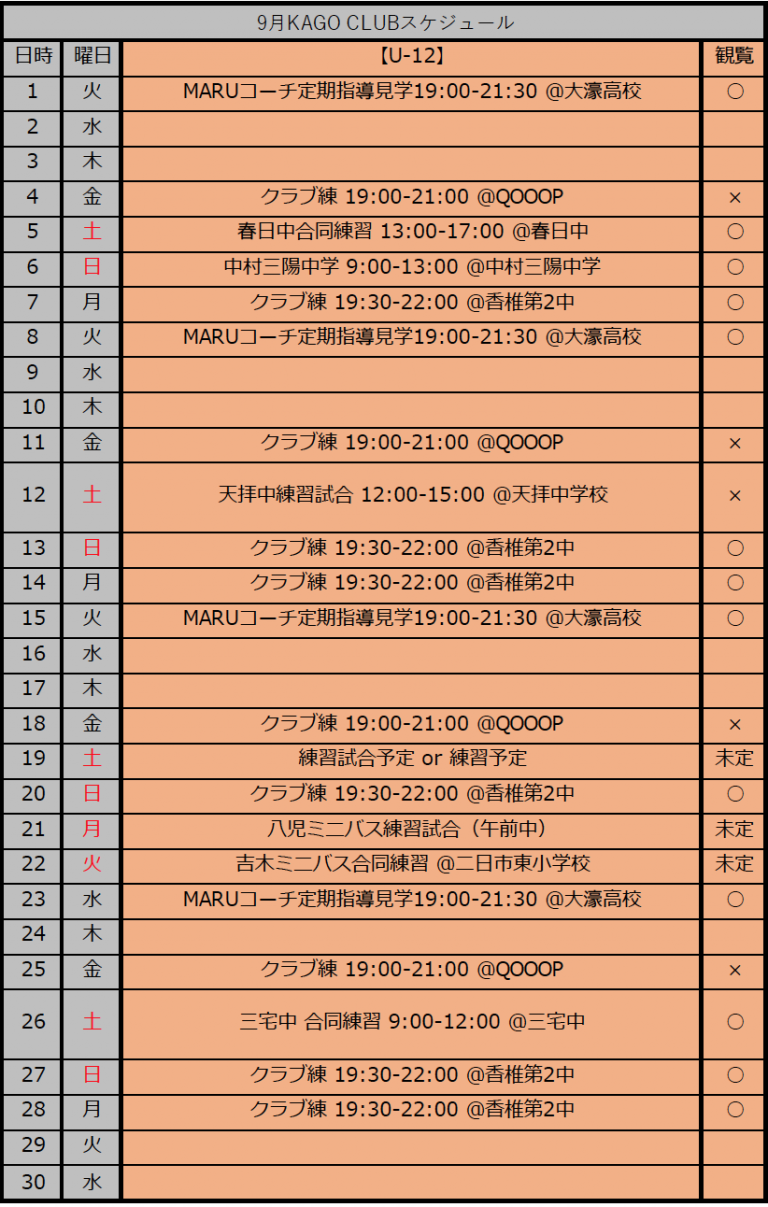 9月KAGO CLUBスケジュール
日時 曜日 【U-12】 観覧
1 火 MARUコーチ定期指導見学19:00-21:30 @大濠高校 〇
2 水
3 木
4 金 クラブ練 19:00-21:00 @QOOOP ×
5 土 春日中合同練習 13:00-17:00 @春日中 〇
6 日 中村三陽中学 9:00-13:00 @中村三陽中学 〇
7 月 クラブ練 19:30-22:00 @香椎第2中 〇
8 火 MARUコーチ定期指導見学19:00-21:30 @大濠高校 〇
9 水
10 木
11 金 クラブ練 19:00-21:00 @QOOOP ×
12 土 天拝中練習試合 12:00-15:00 @天拝中学校 ×
13 日 クラブ練 19:30-22:00 @香椎第2中 〇
14 月 クラブ練 19:30-22:00 @香椎第2中 〇
15 火 MARUコーチ定期指導見学19:00-21:30 @大濠高校 〇
16 水
17 木
18 金 クラブ練 19:00-21:00 @QOOOP ×
19 土 練習試合予定 or 練習予定 未定
20 日 クラブ練 19:30-22:00 @香椎第2中 〇
21 月 八児ミニバス練習試合（午前中） 未定
22 火 吉木ミニバス合同練習 @二日市東小学校 未定
23 水 MARUコーチ定期指導見学19:00-21:30 @大濠高校 〇
24 木
25 金 クラブ練 19:00-21:00 @QOOOP ×
26 土 三宅中 合同練習 9:00-12:00 @三宅中 〇
27 日 クラブ練 19:30-22:00 @香椎第2中 〇
28 月 クラブ練 19:30-22:00 @香椎第2中 〇
29 火
30 水